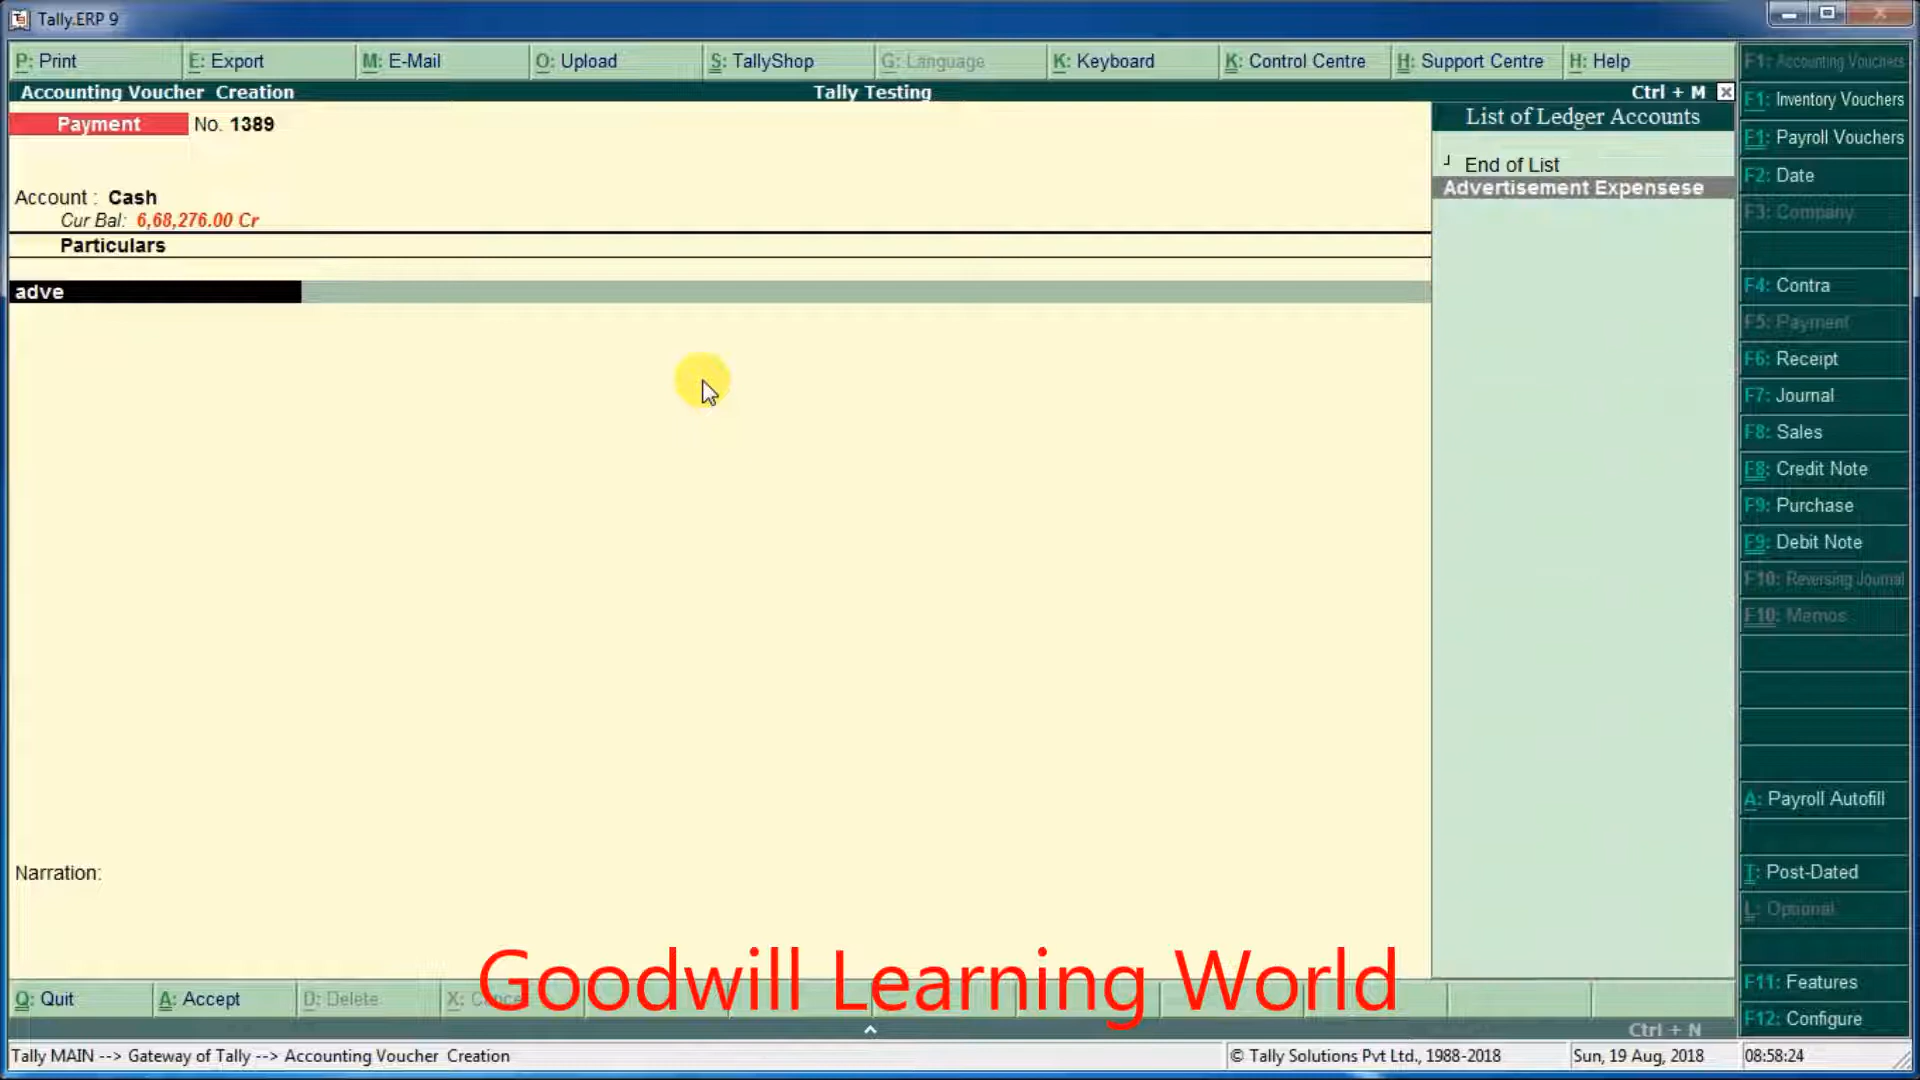 Tally.ERP 9
P: Print E: Export M: E-Mail O: Upload S: TallyShop G: Language K: Keyboard K: Control Centre H: Support Centre H: Help
Accounting Voucher Creation Tally Testing Ctrl + M
Payment No. 1389
Account : Cash
Cur Bal: 6,68,276.00 Cr
Particulars
adve
Narration:
List of Ledger Accounts
End of List
Advertisement Expensese
F1: Accounting Vouchers
F1: Inventory Vouchers
F1: Payroll Vouchers
F2: Date
F3: Company
F4: Contra
F5: Payment
F6: Receipt
F7: Journal
F8: Sales
F8: Credit Note
F9: Purchase
F9: Debit Note
F10: Reversing Journal
F10: Memos
A: Payroll Autofill
T: Post-Dated
L: Optional
F11: Features
F12: Configure
Goodwill Learning World
Q: Quit A: Accept D: Delete X:
Ctrl + N
Tally MAIN --> Gateway of Tally --> Accounting Voucher Creation © Tally Solutions Pvt Ltd., 1988-2018 Sun, 19 Aug, 2018 08:58:24